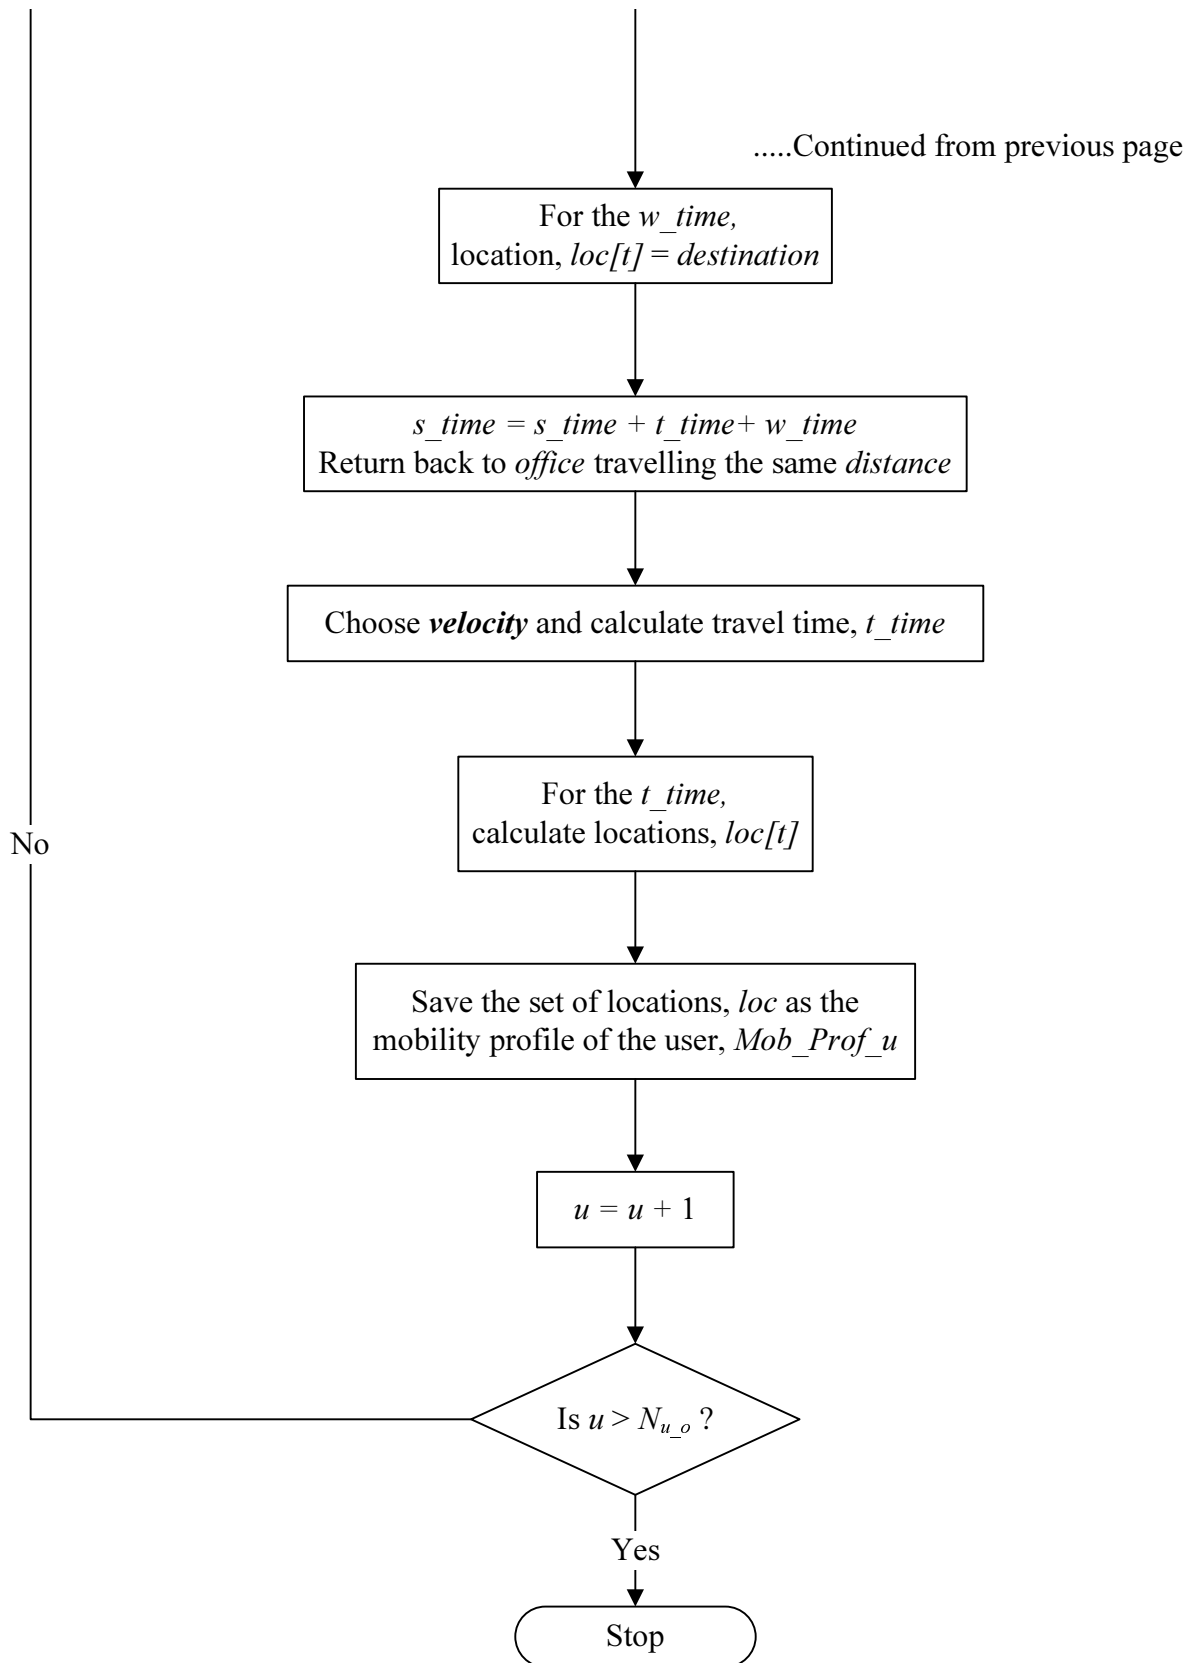 .....Continued from previous page
For the w_time,
location, loc[t] = destination
s_time = s_time + t_time+ w_time
Return back to office travelling the same distance
Choose velocity and calculate travel time, t_time
For the t_time,
calculate locations, loc[t]
No
Save the set of locations, loc as the
mobility profile of the user, Mob_Prof_u
u = u + 1
Is u > N_{u_o} ?
Yes
Stop